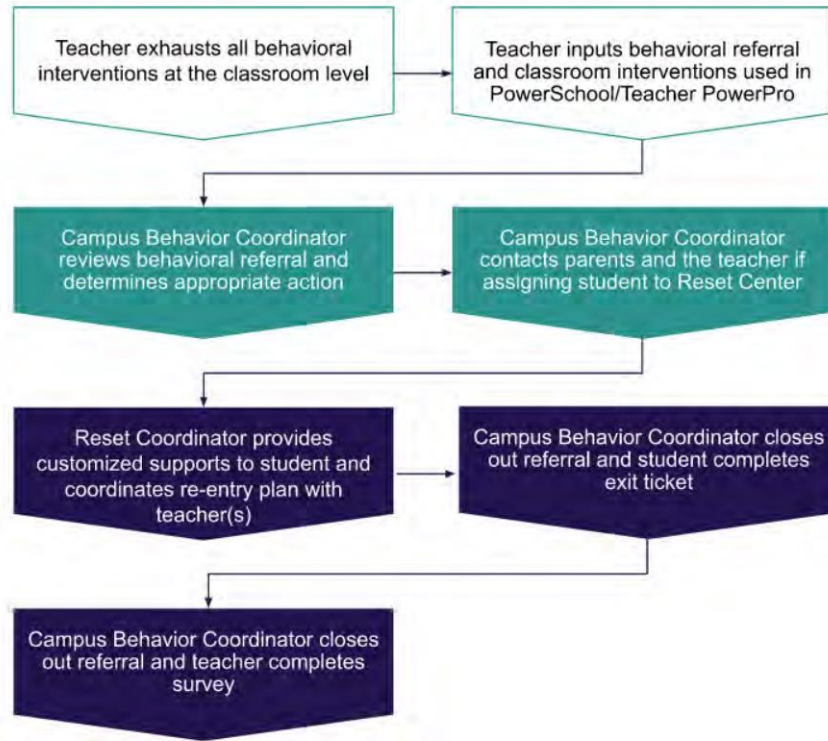 Teacher exhausts all behavioral
interventions at the classroom level
Teacher inputs behavioral referral
and classroom interventions used in
PowerSchool/Teacher PowerPro
Campus Behavior Coordinator
reviews behavioral referral and
determines appropriate action
Campus Behavior Coordinator
contacts parents and the teacher if
assigning student to Reset Center
Reset Coordinator provides
customized supports to student and
coordinates re-entry plan with
teacher(s)
Campus Behavior Coordinator closes
out referral and student completes
exit ticket
Campus Behavior Coordinator closes
out referral and teacher completes
survey